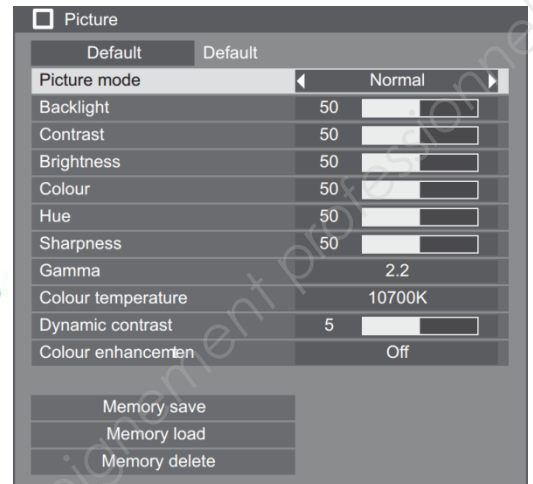 Picture
Default Default
Picture mode Normal
Backlight 50
Contrast 50
Brightness 50
Colour 50
Hue 50
Sharpness 50
Gamma 2.2
Colour temperature 10700K
Dynamic contrast 5
Colour enhancemten Off
Memory save
Memory load
Memory delete